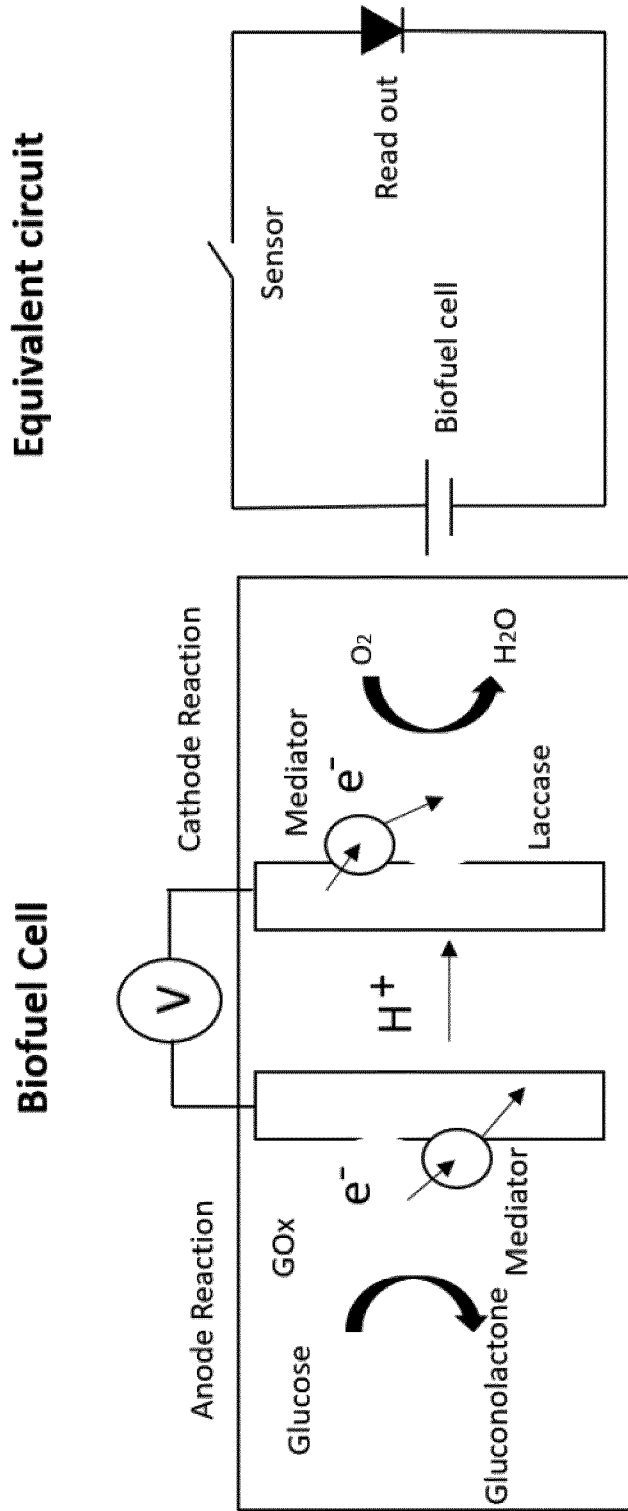 Biofuel Cell
Anode Reaction
Cathode Reaction
V
Glucose
GOx
Gluconolactone
e⁻
Mediator
H⁺
Mediator
e⁻
O₂
H₂O
Laccase
Equivalent circuit
Sensor
Biofuel cell
Read out